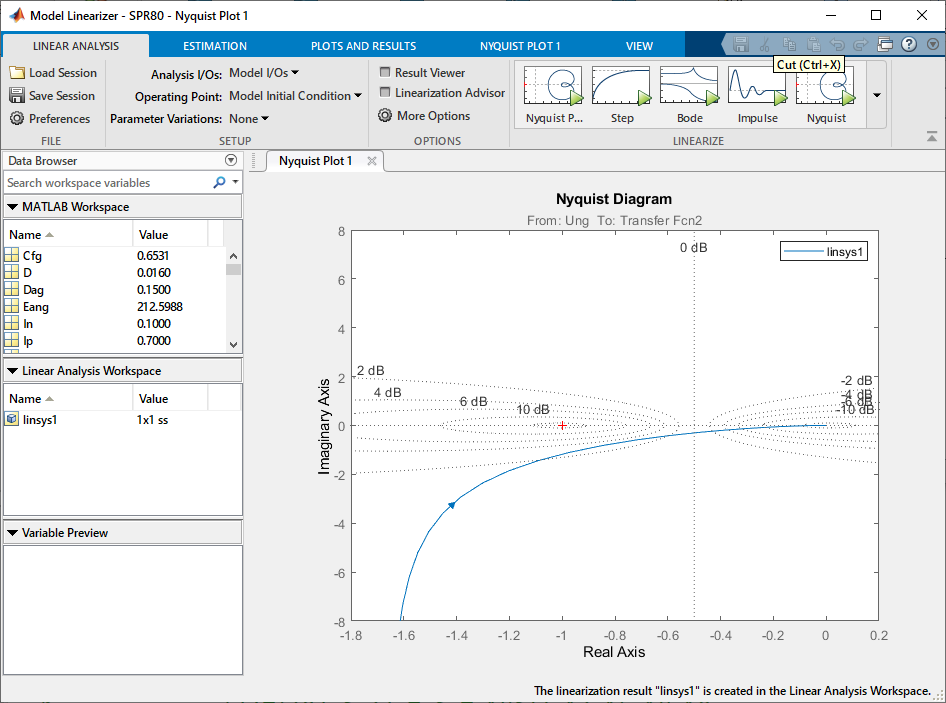 Model Linearizer - SPR80 - Nyquist Plot 1
LINEAR ANALYSIS ESTIMATION PLOTS AND RESULTS NYQUIST PLOT 1 VIEW
Cut (Ctrl+X)
Load Session
Save Session
Preferences
FILE
Analysis I/Os: Model I/Os
Operating Point: Model Initial Condition
Parameter Variations: None
SETUP
Result Viewer
Linearization Advisor
More Options
OPTIONS
Nyquist P... Step Bode Impulse Nyquist
LINEARIZE
Data Browser
Search workspace variables
MATLAB Workspace
Name Value
Cfg 0.6531
D 0.0160
Dag 0.1500
Eang 212.5988
In 0.1000
Ip 0.7000
Linear Analysis Workspace
Name Value
linsys1 1x1 ss
Variable Preview
Nyquist Plot 1
Nyquist Diagram
From: Ung To: Transfer Fcn2
linsys1
0 dB
2 dB
4 dB
6 dB
10 dB
-2 dB
-4 dB
-6 dB
-10 dB
Imaginary Axis
8
6
4
2
0
-2
-4
-6
-8
-1.8 -1.6 -1.4 -1.2 -1 -0.8 -0.6 -0.4 -0.2 0 0.2
Real Axis
The linearization result "linsys1" is created in the Linear Analysis Workspace.